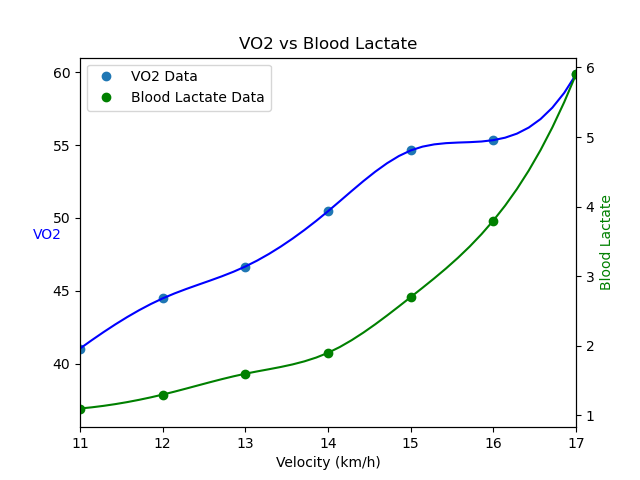 VO2 vs Blood Lactate
VO2 Data
Blood Lactate Data
60
55
50
45
40
VO2
6
5
4
3
2
1
Blood Lactate
11 12 13 14 15 16 17
Velocity (km/h)